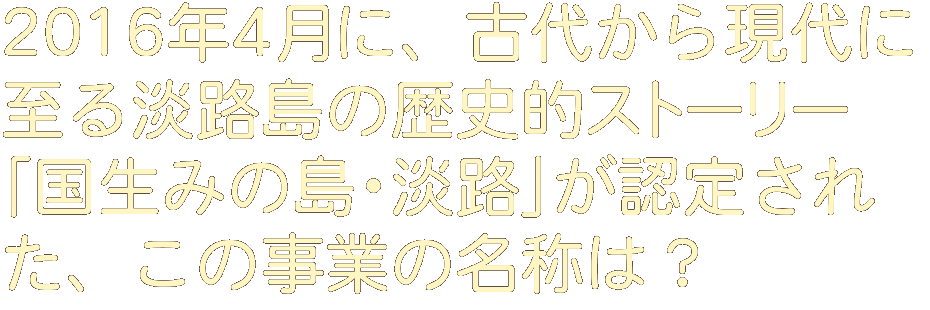 2016年4月に、古代から現代に
至る淡路島の歴史的ストーリー
「国生みの島・淡路」が認定され
た、この事業の名称は？